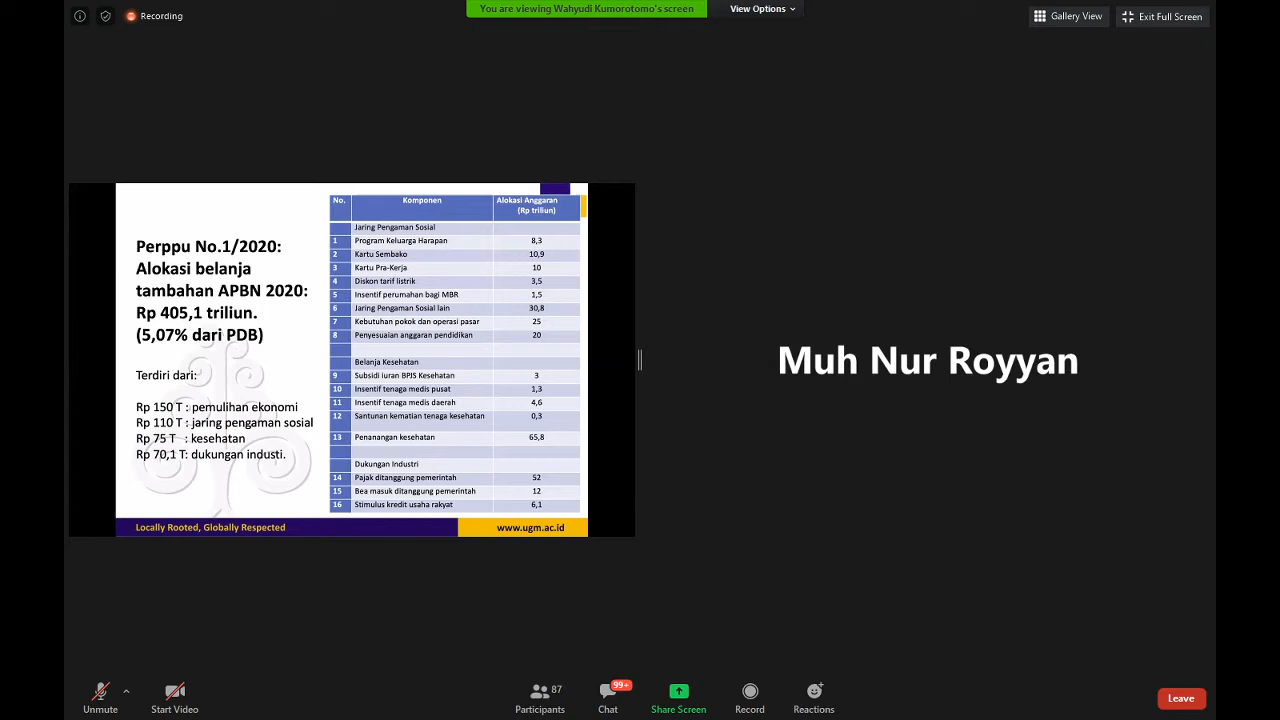 Recording
You are viewing Wahyudi Kumorotomo's screen
View Options
Gallery View
Exit Full Screen
Perppu No.1/2020:
Alokasi belanja
tambahan APBN 2020:
Rp 405,1 triliun.
(5,07% dari PDB)
Terdiri dari:
Rp 150 T : pemulihan ekonomi
Rp 110 T : jaring pengaman sosial
Rp 75 T : kesehatan
Rp 70,1 T: dukungan industi.
No. Komponen Alokasi Anggaran
(Rp triliun)
Jaring Pengaman Sosial
1 Program Keluarga Harapan 8,3
2 Kartu Sembako 10,9
3 Kartu Pra-Kerja 10
4 Diskon tarif listrik 3,5
5 Insentif perumahan bagi MBR 1,5
6 Jaring Pengaman Sosial lain 30,8
7 Kebutuhan pokok dan operasi pasar 25
8 Penyesuaian anggaran pendidikan 20
Belanja Kesehatan
9 Subsidi iuran BPJS Kesehatan 3
10 Insentif tenaga medis pusat 1,3
11 Insentif tenaga medis daerah 4,6
12 Santunan kematian tenaga kesehatan 0,3
13 Penanangan kesehatan 65,8
Dukungan Industri
14 Pajak ditanggung pemerintah 52
15 Bea masuk ditanggung pemerintah 12
16 Stimulus kredit usaha rakyat 6,1
Locally Rooted, Globally Respected
www.ugm.ac.id
Muh Nur Royyan
Unmute
Start Video
87
Participants
99+
Chat
Share Screen
Record
Reactions
Leave